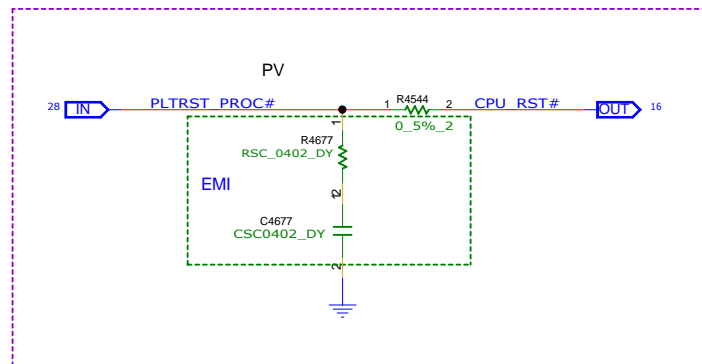 PV
28 IN PLTRST_PROC# 1 R4544 2 CPU_RST# OUT 16
0_5%_2
1
R4677
RSC_0402_DY
EMI
2
1
C4677
CSC0402_DY
2